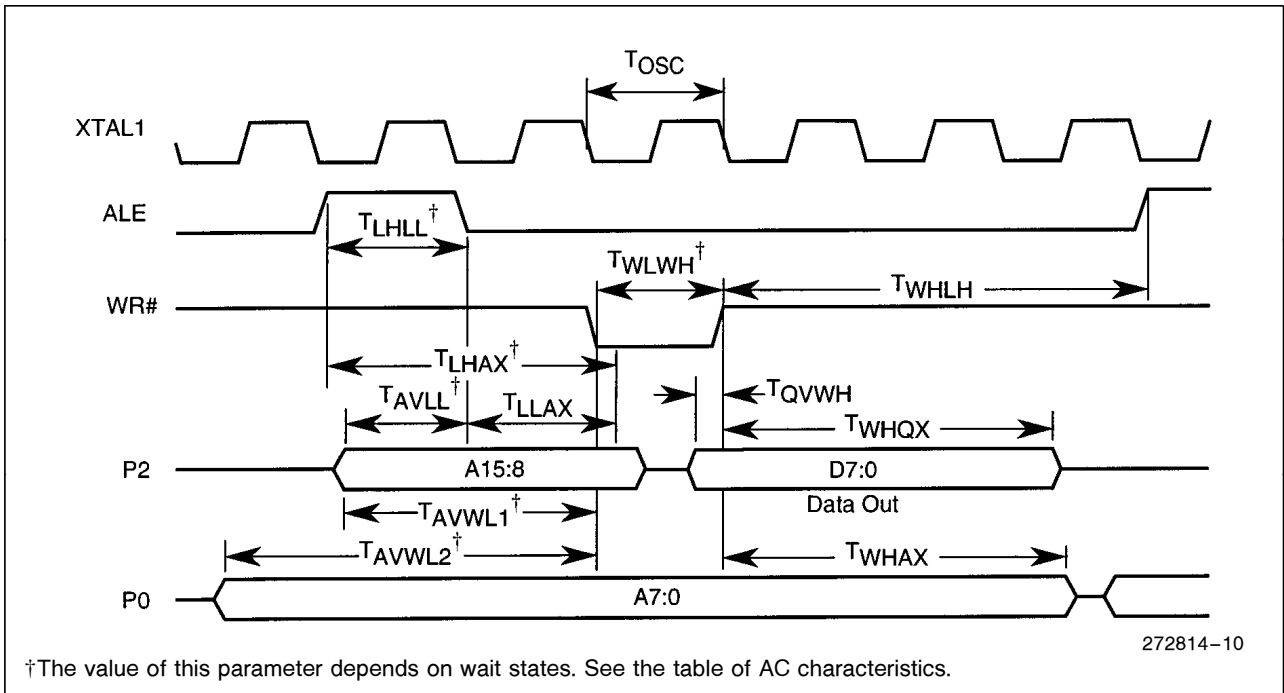 TOSC
XTAL1
ALE
TLHLL†
TWLWH†
TWHLH
WR#
TLHAX†
TAVLL†
TLLAX
TQVWH
TWHQX
P2
A15:8
D7:0
Data Out
TAVWL1†
TAVWL2†
TWHAX
P0
A7:0
272814–10
†The value of this parameter depends on wait states. See the table of AC characteristics.